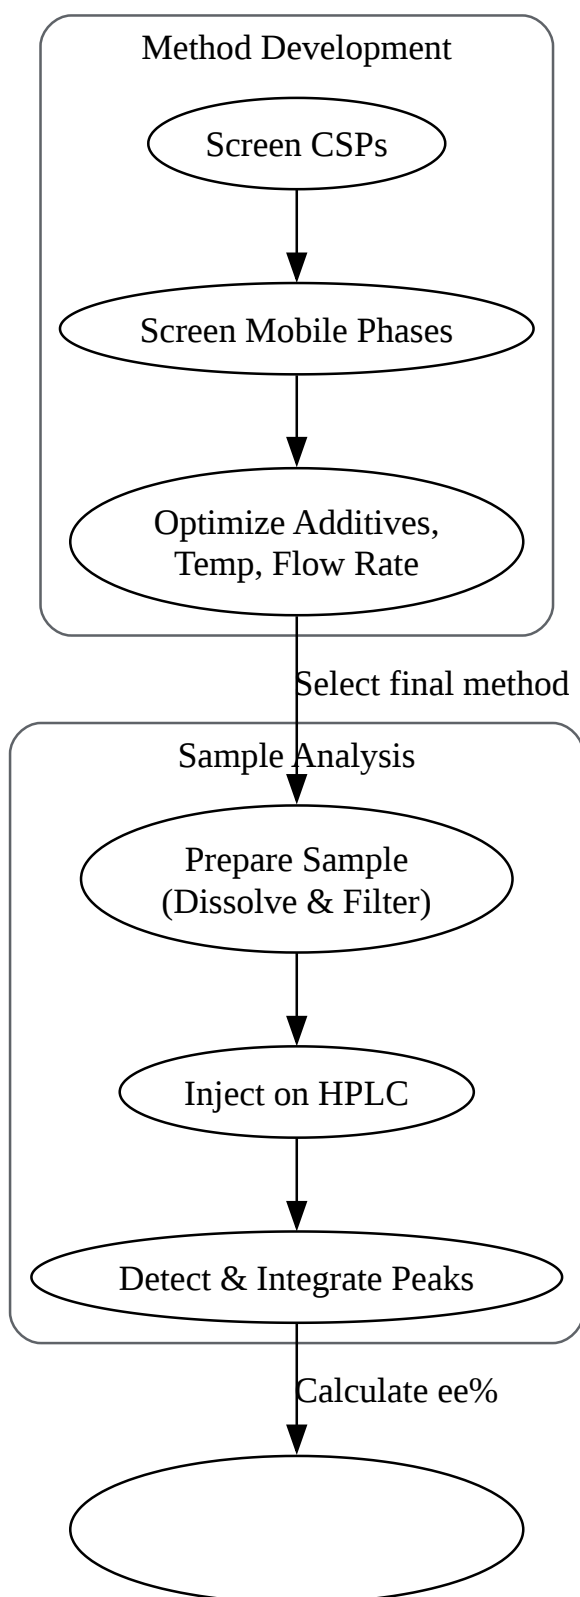 Method Development
Screen CSPs
Screen Mobile Phases
Optimize Additives,
Temp, Flow Rate
Select final method
Sample Analysis
Prepare Sample
(Dissolve & Filter)
Inject on HPLC
Detect & Integrate Peaks
Calculate ee%